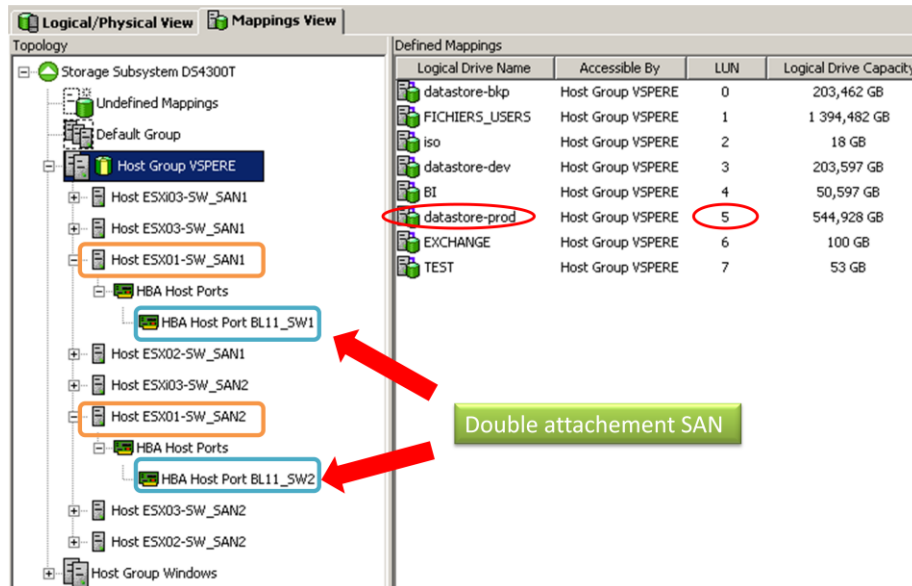 Logical/Physical View Mappings View
Topology
Storage Subsystem DS4300T
Undefined Mappings
Default Group
Host Group VSPERE
Host ESXi03-SW_SAN1
Host ESX03-SW_SAN1
Host ESX01-SW_SAN1
HBA Host Ports
HBA Host Port BL11_SW1
Host ESX02-SW_SAN1
Host ESXi03-SW_SAN2
Host ESX01-SW_SAN2
HBA Host Ports
HBA Host Port BL11_SW2
Host ESX03-SW_SAN2
Host ESX02-SW_SAN2
Host Group Windows
Defined Mappings
Logical Drive Name Accessible By LUN Logical Drive Capacity
datastore-bkp Host Group VSPERE 0 203,462 GB
FICHIERS_USERS Host Group VSPERE 1 1 394,482 GB
iso Host Group VSPERE 2 18 GB
datastore-dev Host Group VSPERE 3 203,597 GB
BI Host Group VSPERE 4 50,597 GB
datastore-prod Host Group VSPERE 5 544,928 GB
EXCHANGE Host Group VSPERE 6 100 GB
TEST Host Group VSPERE 7 53 GB
Double attachement SAN